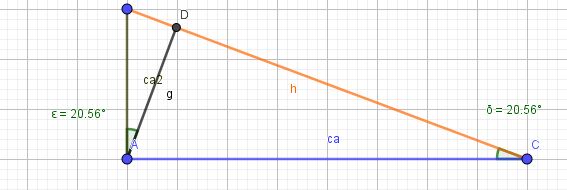 D
ca2
g
h
ε = 20.56°
δ = 20.56°
A
ca
C